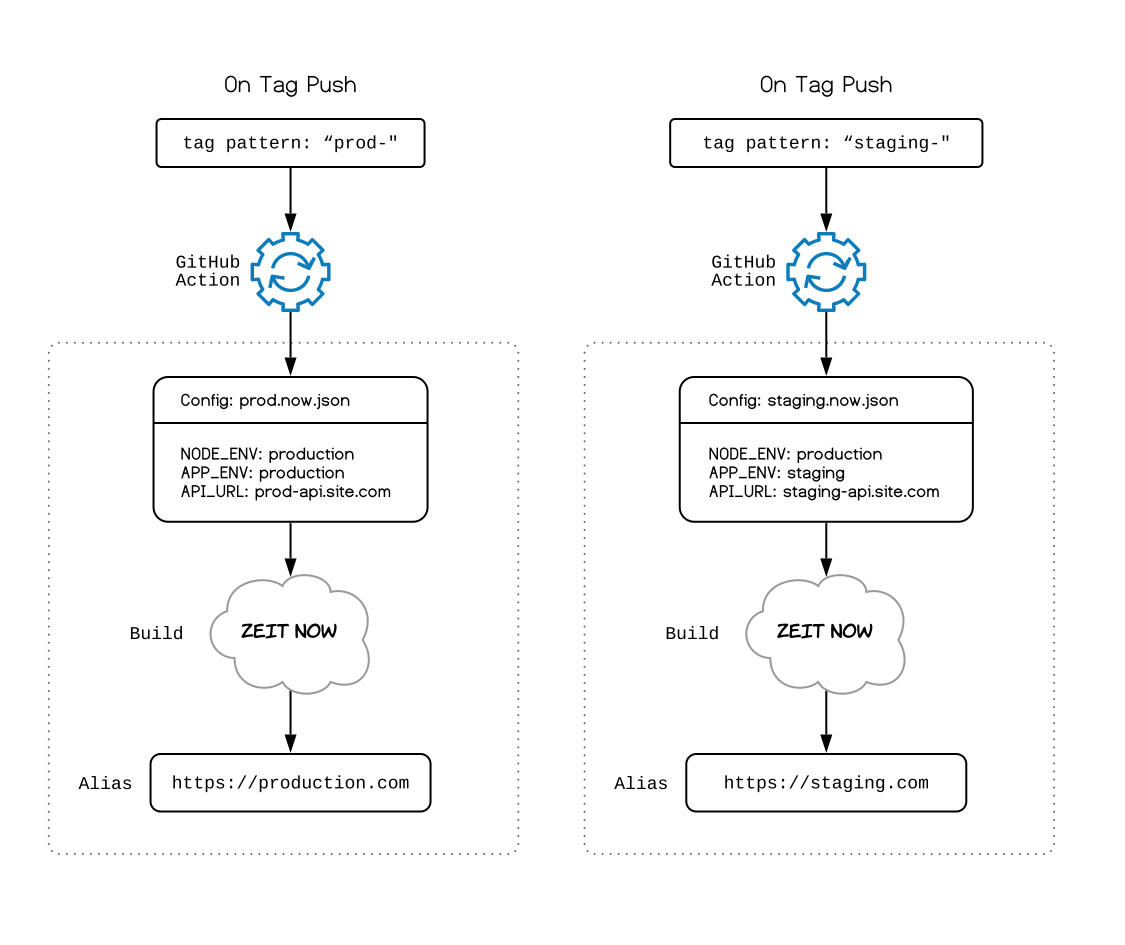 On Tag Push
tag pattern: “prod-"
GitHub
Action
Config: prod.now.json
NODE_ENV: production
APP_ENV: production
API_URL: prod-api.site.com
Build
ZEIT NOW
Alias
https://production.com
On Tag Push
tag pattern: “staging-"
GitHub
Action
Config: staging.now.json
NODE_ENV: production
APP_ENV: staging
API_URL: staging-api.site.com
Build
ZEIT NOW
Alias
https://staging.com